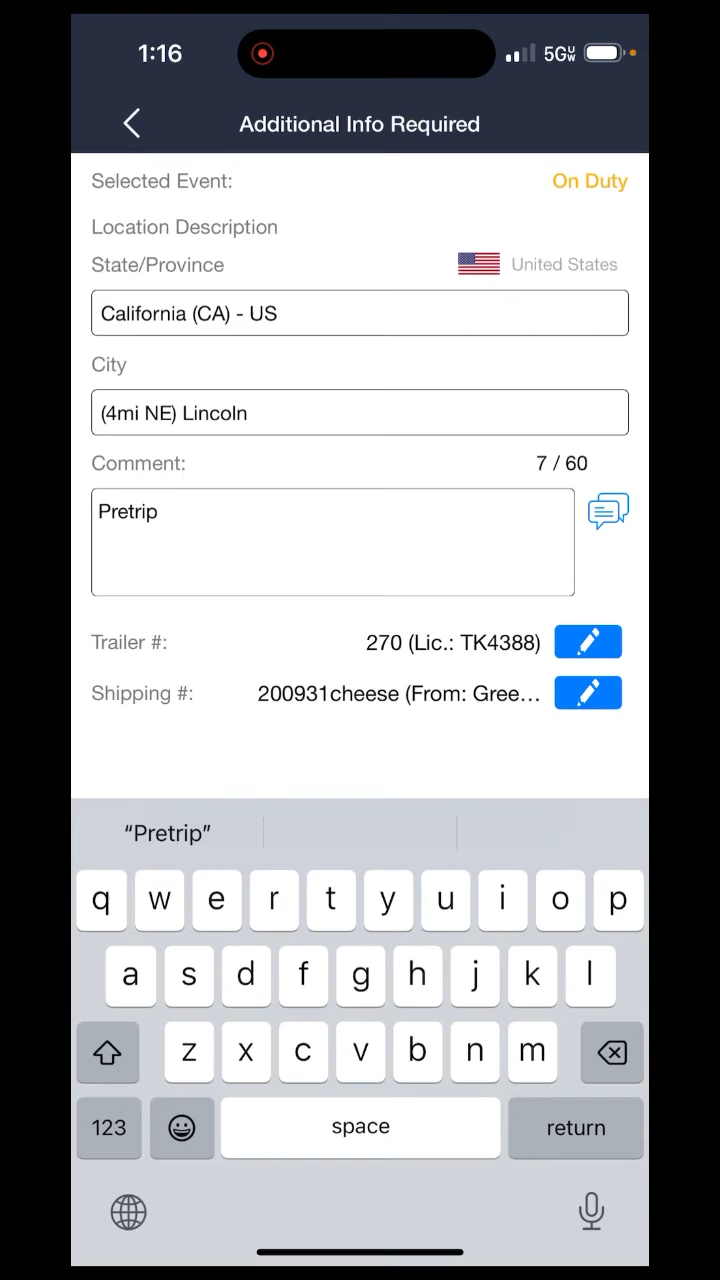 1:16
5GUW
Additional Info Required
Selected Event: On Duty
Location Description
State/Province United States
California (CA) - US
City
(4mi NE) Lincoln
Comment: 7 / 60
Pretrip
Trailer #: 270 (Lic.: TK4388)
Shipping #: 200931cheese (From: Gree...
“Pretrip”
q w e r t y u i o p
a s d f g h j k l
z x c v b n m
123 space return